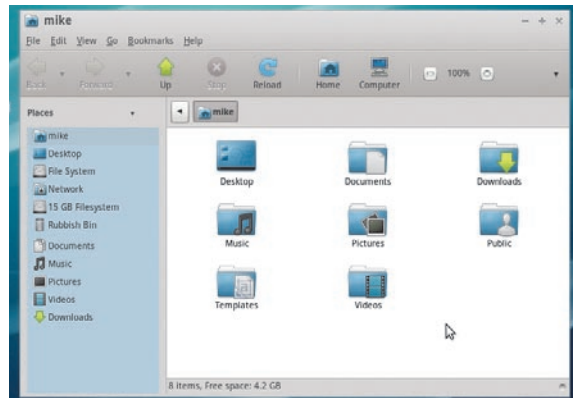 mike
File Edit View Go Bookmarks Help
Back Forward Up Stop Reload Home Computer 100%
Places
mike
mike
Desktop
File System
Network
15 GB Filesystem
Rubbish Bin
Documents
Music
Pictures
Videos
Downloads
Desktop Documents Downloads
Music Pictures Public
Templates Videos
8 items, Free space: 4.2 GB